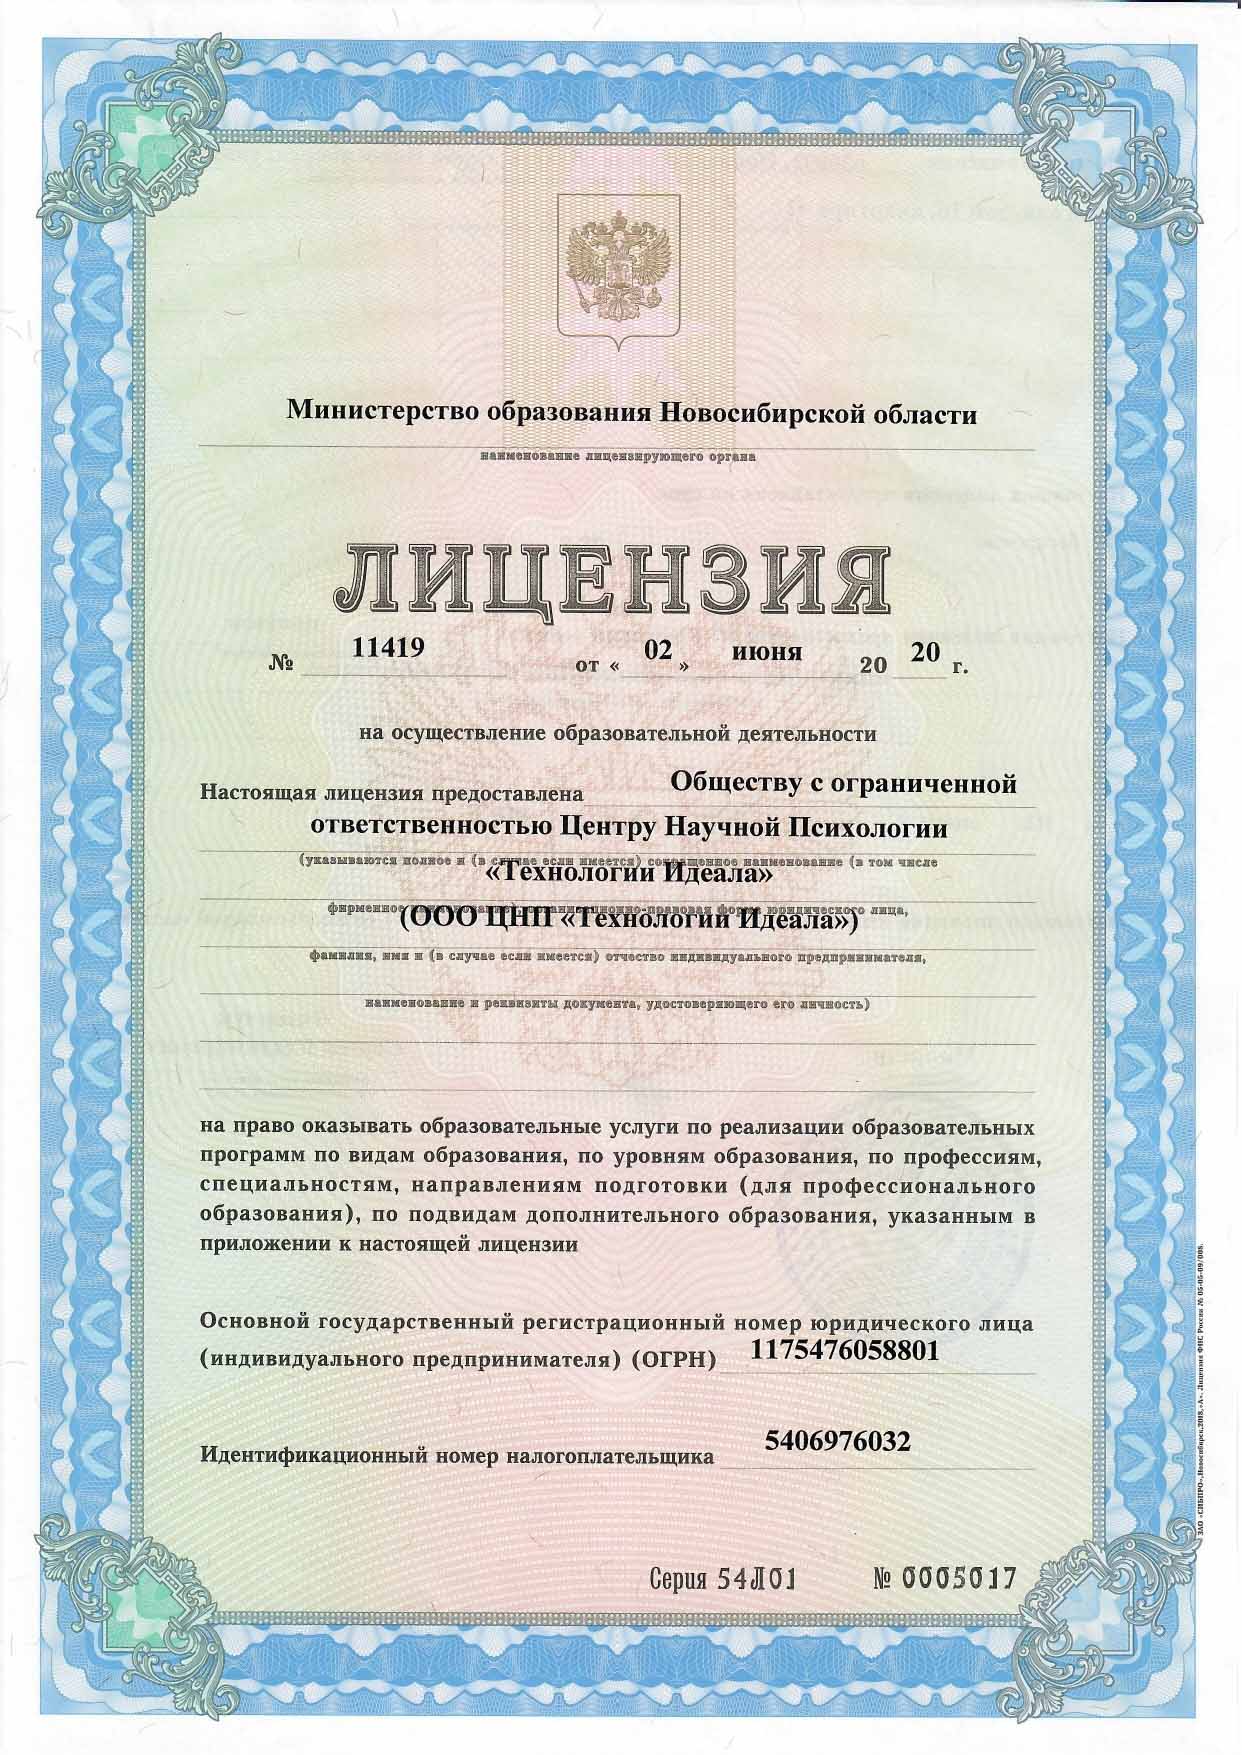 Министерство образования Новосибирской области
наименование лицензирующего органа
ЛИЦЕНЗИЯ
№ 11419 от « 02 » июня 20 20 г.
на осуществление образовательной деятельности
Настоящая лицензия предоставлена Обществу с ограниченной
ответственностью Центру Научной Психологии
(указываются полное и (в случае если имеется) сокращенное наименование (в том числе
«Технологии Идеала»
фирменное наименование), организационно-правовая форма юридического лица,
(ООО ЦНП «Технологии Идеала»)
фамилия, имя и (в случае если имеется) отчество индивидуального предпринимателя,
наименование и реквизиты документа, удостоверяющего его личность)
на право оказывать образовательные услуги по реализации образовательных
программ по видам образования, по уровням образования, по профессиям,
специальностям, направлениям подготовки (для профессионального
образования), по подвидам дополнительного образования, указанным в
приложении к настоящей лицензии
Основной государственный регистрационный номер юридического лица
(индивидуального предпринимателя) (ОГРН) 1175476058801
Идентификационный номер налогоплательщика 5406976032
Серия 54Л01 № 0005017
ЗАО «СИБПРО», Новосибирск, 2018, «А». Лицензия ФНС России № 05-05-09/008.